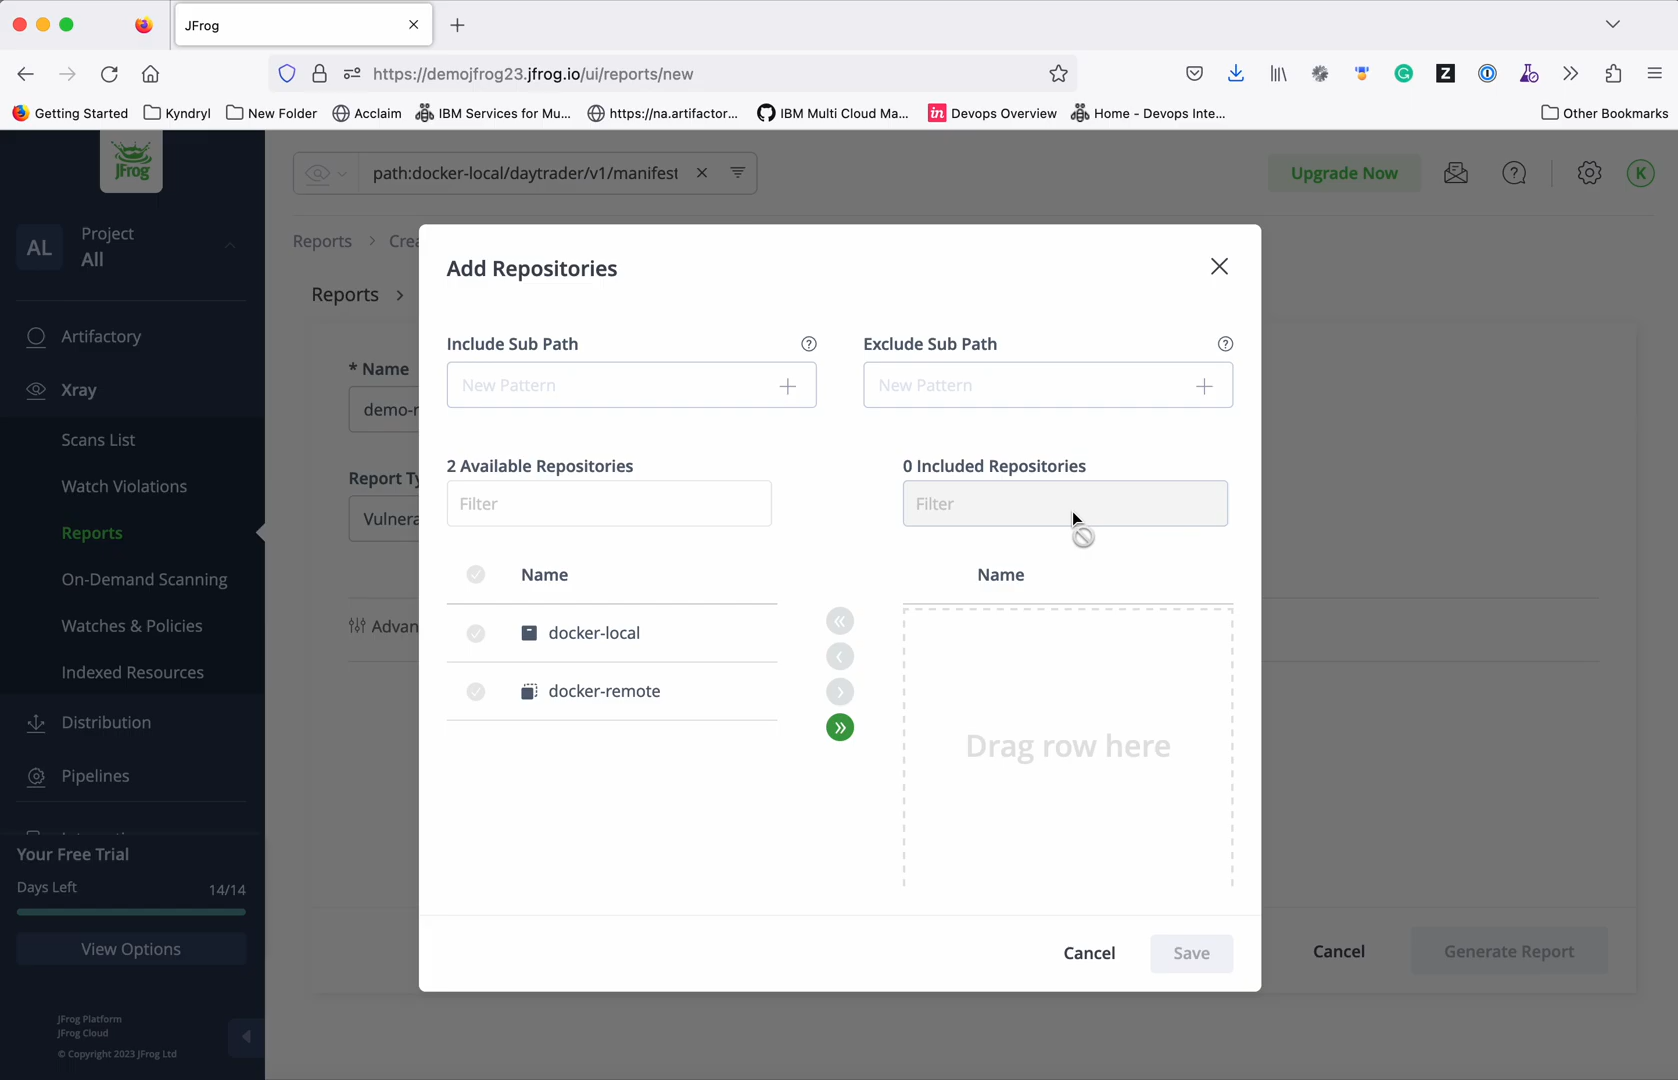 JFrog
https://demojfrog23.jfrog.io/ui/reports/new
Getting Started
Kyndryl
New Folder
Acclaim
IBM Services for Mu...
https://na.artifactor...
IBM Multi Cloud Ma...
in
Devops Overview
Home - Devops Inte...
Other Bookmarks
JFrog
path:docker-local/daytrader/v1/manifest
Upgrade Now
K
AL
Project
All
Reports > Crea
Reports >
Artifactory
Xray
Scans List
Watch Violations
Reports
On-Demand Scanning
Watches & Policies
Indexed Resources
Distribution
Pipelines
Your Free Trial
Days Left
14/14
View Options
JFrog Platform
JFrog Cloud
© Copyright 2023 JFrog Ltd
* Name
demo-r
Report Ty
Vulnera
Advan
Cancel
Generate Report
Add Repositories
Include Sub Path
New Pattern
Exclude Sub Path
New Pattern
2 Available Repositories
Filter
0 Included Repositories
Filter
Name
docker-local
docker-remote
Name
Drag row here
Cancel
Save